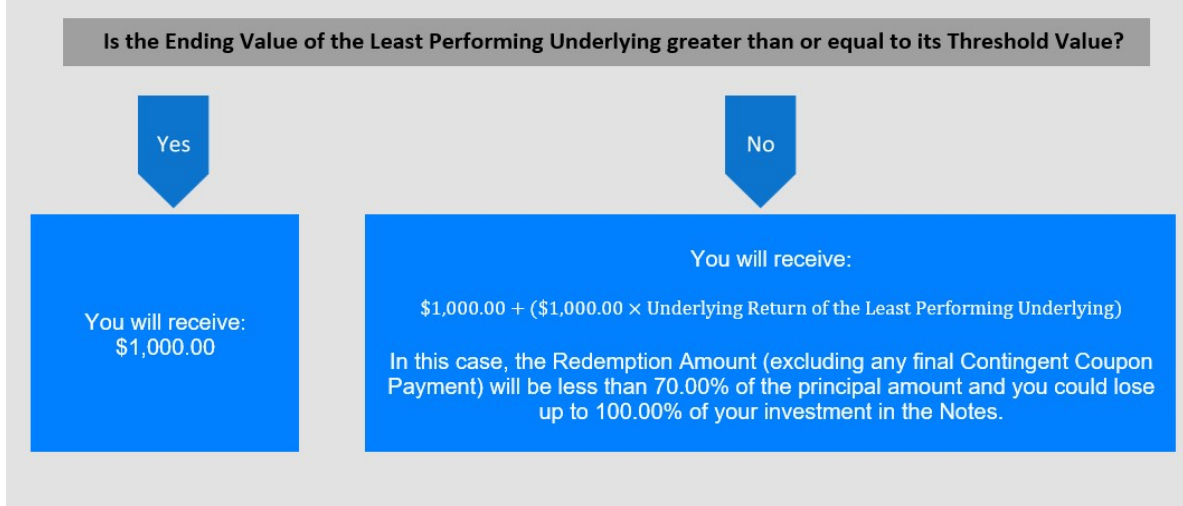 Is the Ending Value of the Least Performing Underlying greater than or equal to its Threshold Value?
Yes
No
You will receive:
$1,000.00
You will receive:
$1,000.00 + ($1,000.00 × Underlying Return of the Least Performing Underlying)
In this case, the Redemption Amount (excluding any final Contingent Coupon
Payment) will be less than 70.00% of the principal amount and you could lose
up to 100.00% of your investment in the Notes.